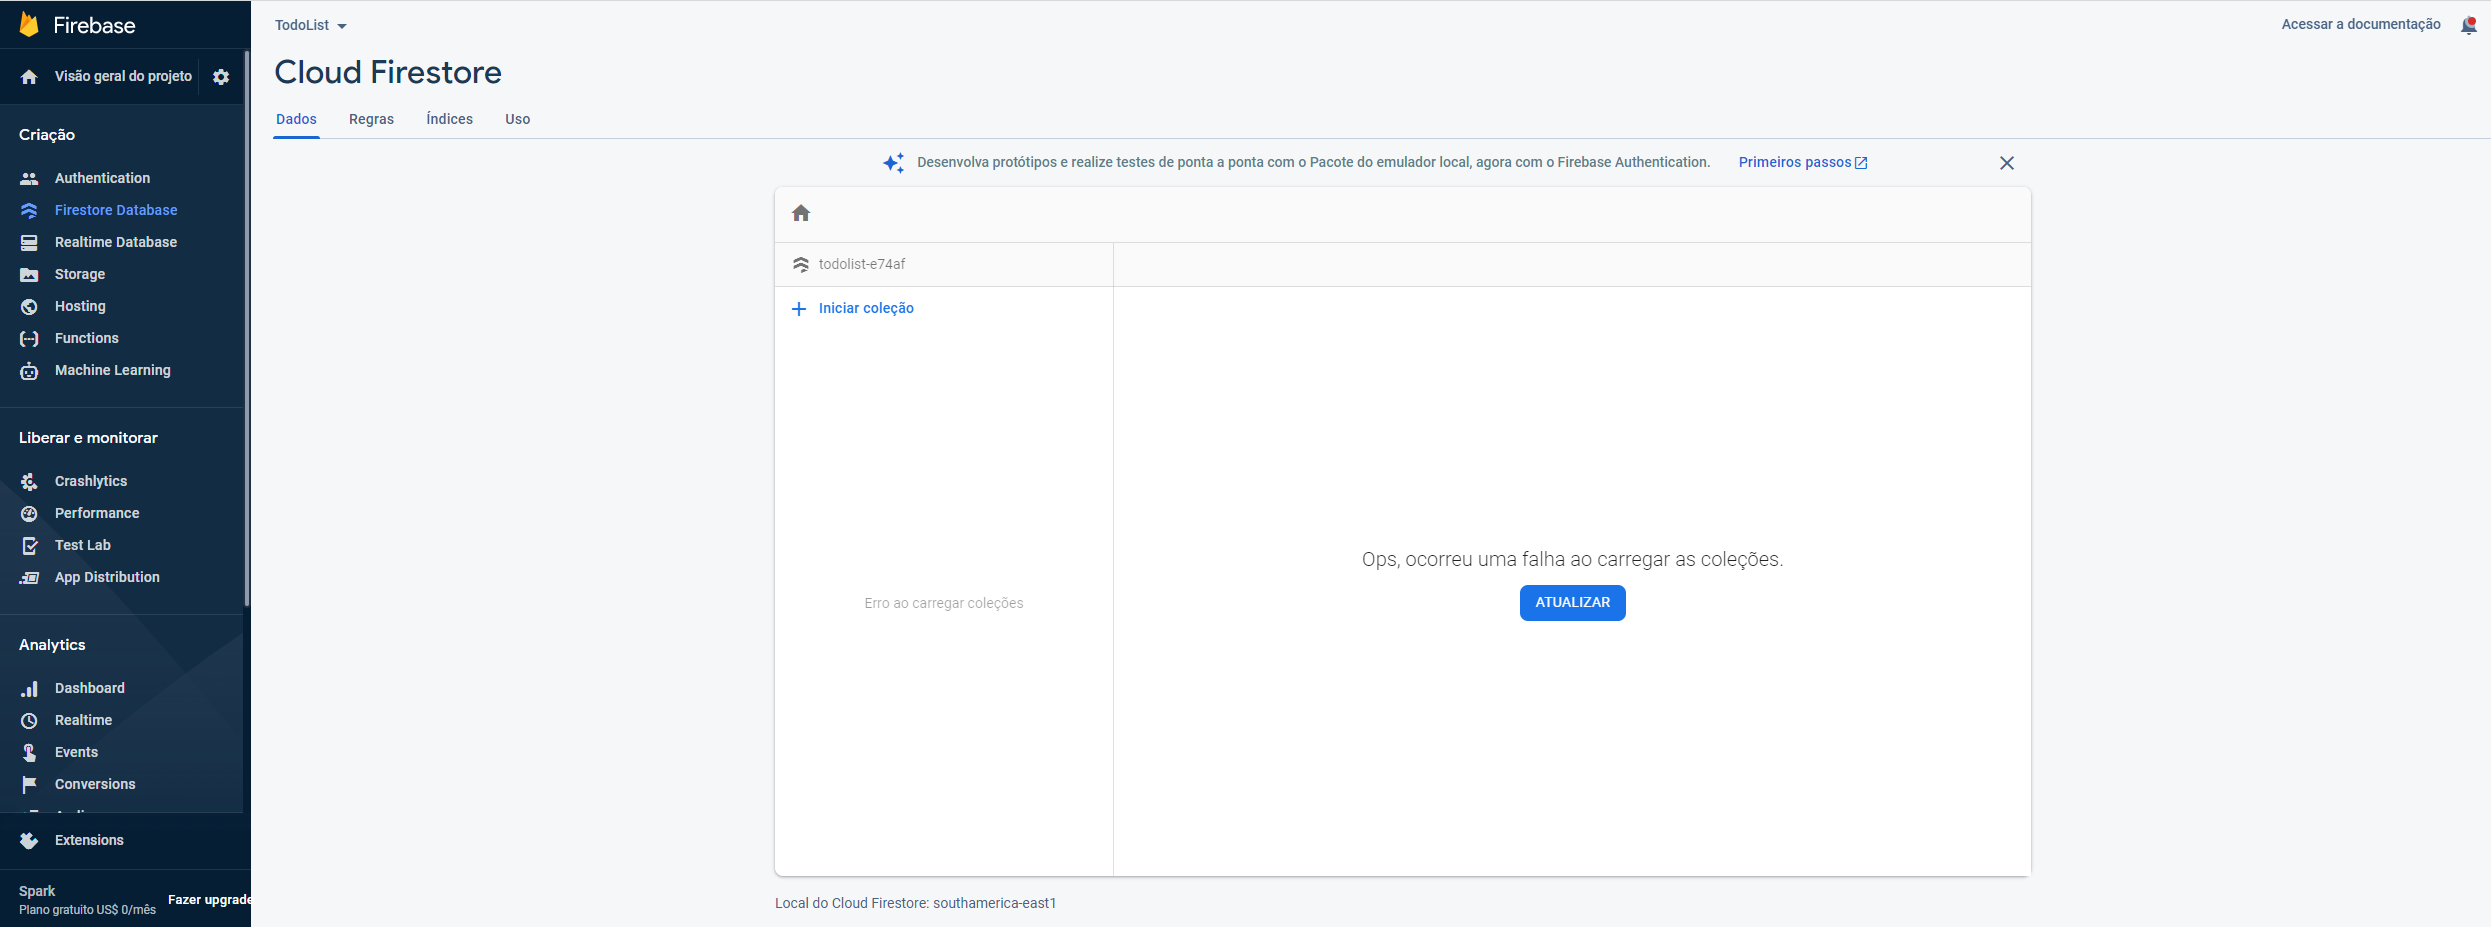 Firebase
Visão geral do projeto
Criação
Authentication
Firestore Database
Realtime Database
Storage
Hosting
Functions
Machine Learning
Liberar e monitorar
Crashlytics
Performance
Test Lab
App Distribution
Analytics
Dashboard
Realtime
Events
Conversions
Extensions
Spark
Plano gratuito US$ 0/mês
Fazer upgrade
TodoList
Acessar a documentação
Cloud Firestore
Dados Regras Índices Uso
Desenvolva protótipos e realize testes de ponta a ponta com o Pacote do emulador local, agora com o Firebase Authentication. Primeiros passos
todolist-e74af
Iniciar coleção
Erro ao carregar coleções
Ops, ocorreu uma falha ao carregar as coleções.
ATUALIZAR
Local do Cloud Firestore: southamerica-east1